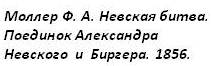 Моллер Ф. А. Невская битва.
Поединок Александра
Невского и Биргера. 1856.